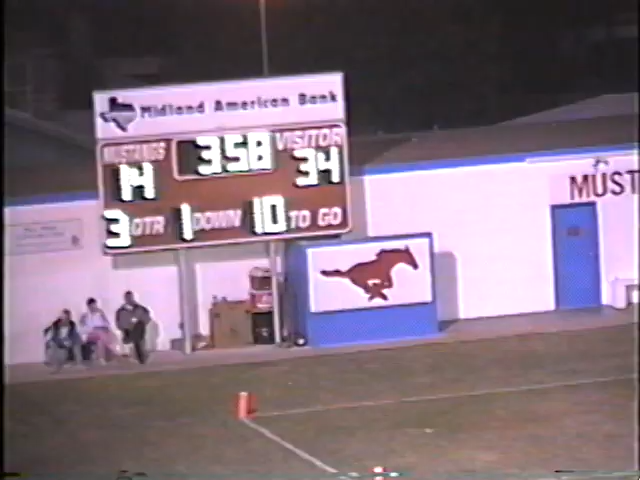 Midland American Bank
MUSTANGS 3:58 VISITOR
14 34
3 QTR 1 DOWN 10 TO GO
MUST